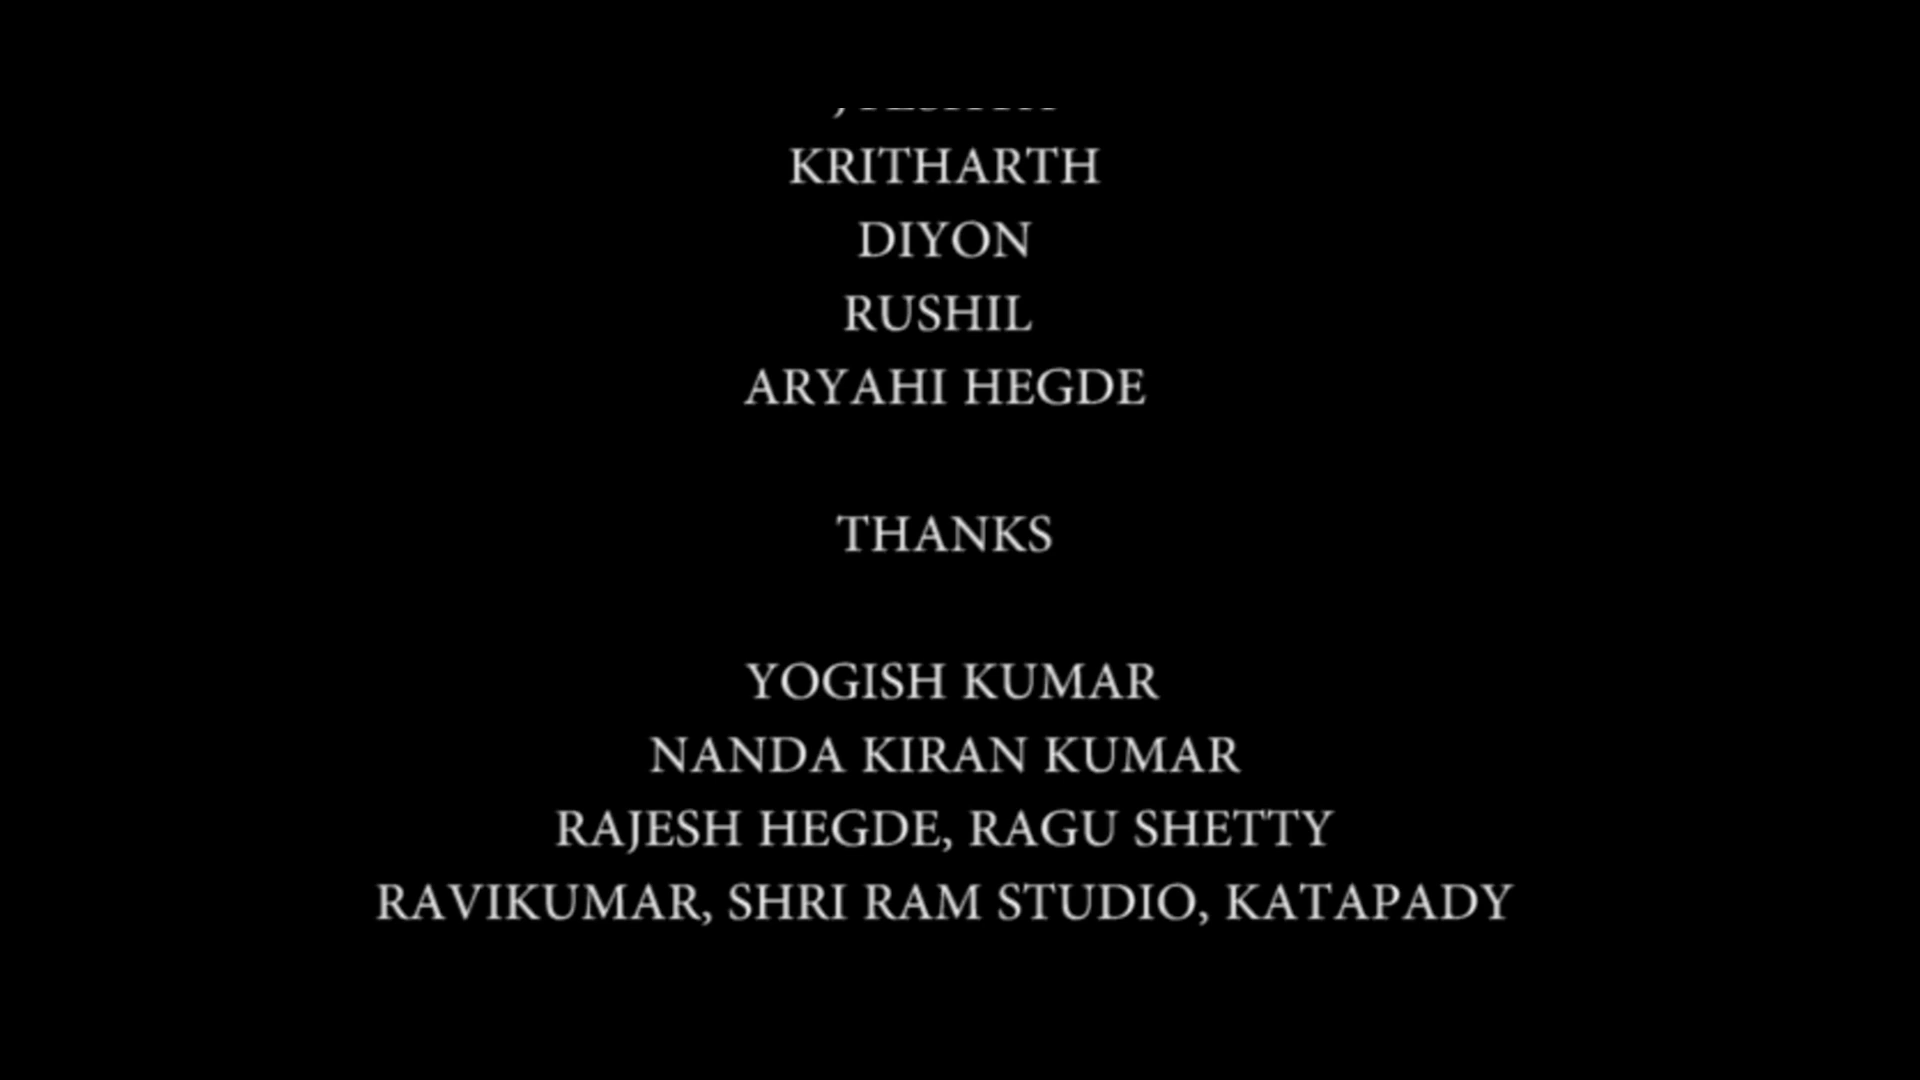 KRITHARTH
DIYON
RUSHIL
ARYAHI HEGDE
THANKS
YOGISH KUMAR
NANDA KIRAN KUMAR
RAJESH HEGDE, RAGU SHETTY
RAVIKUMAR, SHRI RAM STUDIO, KATAPADY